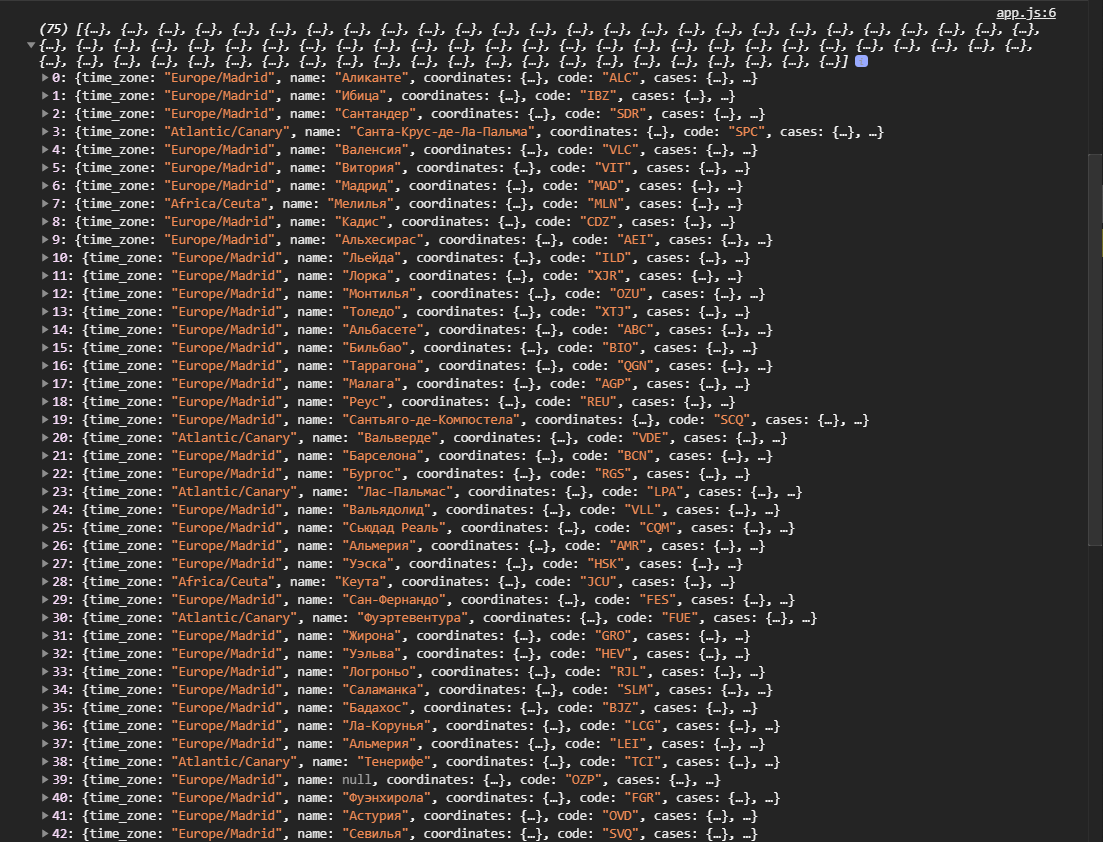 app.js:6
(75) [{…}, {…}, {…}, {…}, {…}, {…}, {…}, {…}, {…}, {…}, {…}, {…}, {…}, {…}, {…}, {…}, {…}, {…}, {…}, {…}, {…}, {…}, {…}, {…}, {…}, {…},
{…}, {…}, {…}, {…}, {…}, {…}, {…}, {…}, {…}, {…}, {…}, {…}, {…}, {…}, {…}, {…}, {…}, {…}, {…}, {…}, {…}, {…}, {…}, {…}, {…}, {…}, {…},
{…}, {…}, {…}, {…}, {…}, {…}, {…}, {…}, {…}, {…}, {…}, {…}, {…}, {…}, {…}, {…}, {…}, {…}, {…}, {…}, {…}, {…}]
0: {time_zone: "Europe/Madrid", name: "Аликанте", coordinates: {…}, code: "ALC", cases: {…}, …}
1: {time_zone: "Europe/Madrid", name: "Ибица", coordinates: {…}, code: "IBZ", cases: {…}, …}
2: {time_zone: "Europe/Madrid", name: "Сантандер", coordinates: {…}, code: "SDR", cases: {…}, …}
3: {time_zone: "Atlantic/Canary", name: "Санта-Крус-де-Ла-Пальма", coordinates: {…}, code: "SPC", cases: {…}, …}
4: {time_zone: "Europe/Madrid", name: "Валенсия", coordinates: {…}, code: "VLC", cases: {…}, …}
5: {time_zone: "Europe/Madrid", name: "Витория", coordinates: {…}, code: "VIT", cases: {…}, …}
6: {time_zone: "Europe/Madrid", name: "Мадрид", coordinates: {…}, code: "MAD", cases: {…}, …}
7: {time_zone: "Africa/Ceuta", name: "Мелилья", coordinates: {…}, code: "MLN", cases: {…}, …}
8: {time_zone: "Europe/Madrid", name: "Кадис", coordinates: {…}, code: "CDZ", cases: {…}, …}
9: {time_zone: "Europe/Madrid", name: "Альхесирас", coordinates: {…}, code: "AEI", cases: {…}, …}
10: {time_zone: "Europe/Madrid", name: "Льейда", coordinates: {…}, code: "ILD", cases: {…}, …}
11: {time_zone: "Europe/Madrid", name: "Лорка", coordinates: {…}, code: "XJR", cases: {…}, …}
12: {time_zone: "Europe/Madrid", name: "Монтилья", coordinates: {…}, code: "OZU", cases: {…}, …}
13: {time_zone: "Europe/Madrid", name: "Толедо", coordinates: {…}, code: "XTJ", cases: {…}, …}
14: {time_zone: "Europe/Madrid", name: "Альбасете", coordinates: {…}, code: "ABC", cases: {…}, …}
15: {time_zone: "Europe/Madrid", name: "Бильбао", coordinates: {…}, code: "BIO", cases: {…}, …}
16: {time_zone: "Europe/Madrid", name: "Таррагона", coordinates: {…}, code: "QGN", cases: {…}, …}
17: {time_zone: "Europe/Madrid", name: "Малага", coordinates: {…}, code: "AGP", cases: {…}, …}
18: {time_zone: "Europe/Madrid", name: "Реус", coordinates: {…}, code: "REU", cases: {…}, …}
19: {time_zone: "Europe/Madrid", name: "Сантьяго-де-Компостела", coordinates: {…}, code: "SCQ", cases: {…}, …}
20: {time_zone: "Atlantic/Canary", name: "Вальверде", coordinates: {…}, code: "VDE", cases: {…}, …}
21: {time_zone: "Europe/Madrid", name: "Барселона", coordinates: {…}, code: "BCN", cases: {…}, …}
22: {time_zone: "Europe/Madrid", name: "Бургос", coordinates: {…}, code: "RGS", cases: {…}, …}
23: {time_zone: "Atlantic/Canary", name: "Лас-Пальмас", coordinates: {…}, code: "LPA", cases: {…}, …}
24: {time_zone: "Europe/Madrid", name: "Вальядолид", coordinates: {…}, code: "VLL", cases: {…}, …}
25: {time_zone: "Europe/Madrid", name: "Сьюдад Реаль", coordinates: {…}, code: "CQM", cases: {…}, …}
26: {time_zone: "Europe/Madrid", name: "Альмерия", coordinates: {…}, code: "AMR", cases: {…}, …}
27: {time_zone: "Europe/Madrid", name: "Уэска", coordinates: {…}, code: "HSK", cases: {…}, …}
28: {time_zone: "Africa/Ceuta", name: "Кеута", coordinates: {…}, code: "JCU", cases: {…}, …}
29: {time_zone: "Europe/Madrid", name: "Сан-Фернандо", coordinates: {…}, code: "FES", cases: {…}, …}
30: {time_zone: "Atlantic/Canary", name: "Фуэртевентура", coordinates: {…}, code: "FUE", cases: {…}, …}
31: {time_zone: "Europe/Madrid", name: "Жирона", coordinates: {…}, code: "GRO", cases: {…}, …}
32: {time_zone: "Europe/Madrid", name: "Уэльва", coordinates: {…}, code: "HEV", cases: {…}, …}
33: {time_zone: "Europe/Madrid", name: "Логроньо", coordinates: {…}, code: "RJL", cases: {…}, …}
34: {time_zone: "Europe/Madrid", name: "Саламанка", coordinates: {…}, code: "SLM", cases: {…}, …}
35: {time_zone: "Europe/Madrid", name: "Бадахос", coordinates: {…}, code: "BJZ", cases: {…}, …}
36: {time_zone: "Europe/Madrid", name: "Ла-Корунья", coordinates: {…}, code: "LCG", cases: {…}, …}
37: {time_zone: "Europe/Madrid", name: "Альмерия", coordinates: {…}, code: "LEI", cases: {…}, …}
38: {time_zone: "Atlantic/Canary", name: "Тенерифе", coordinates: {…}, code: "TCI", cases: {…}, …}
39: {time_zone: "Europe/Madrid", name: null, coordinates: {…}, code: "OZP", cases: {…}, …}
40: {time_zone: "Europe/Madrid", name: "Фуэнхирола", coordinates: {…}, code: "FGR", cases: {…}, …}
41: {time_zone: "Europe/Madrid", name: "Астурия", coordinates: {…}, code: "OVD", cases: {…}, …}
42: {time_zone: "Europe/Madrid", name: "Севилья", coordinates: {…}, code: "SVQ", cases: {…}, …}